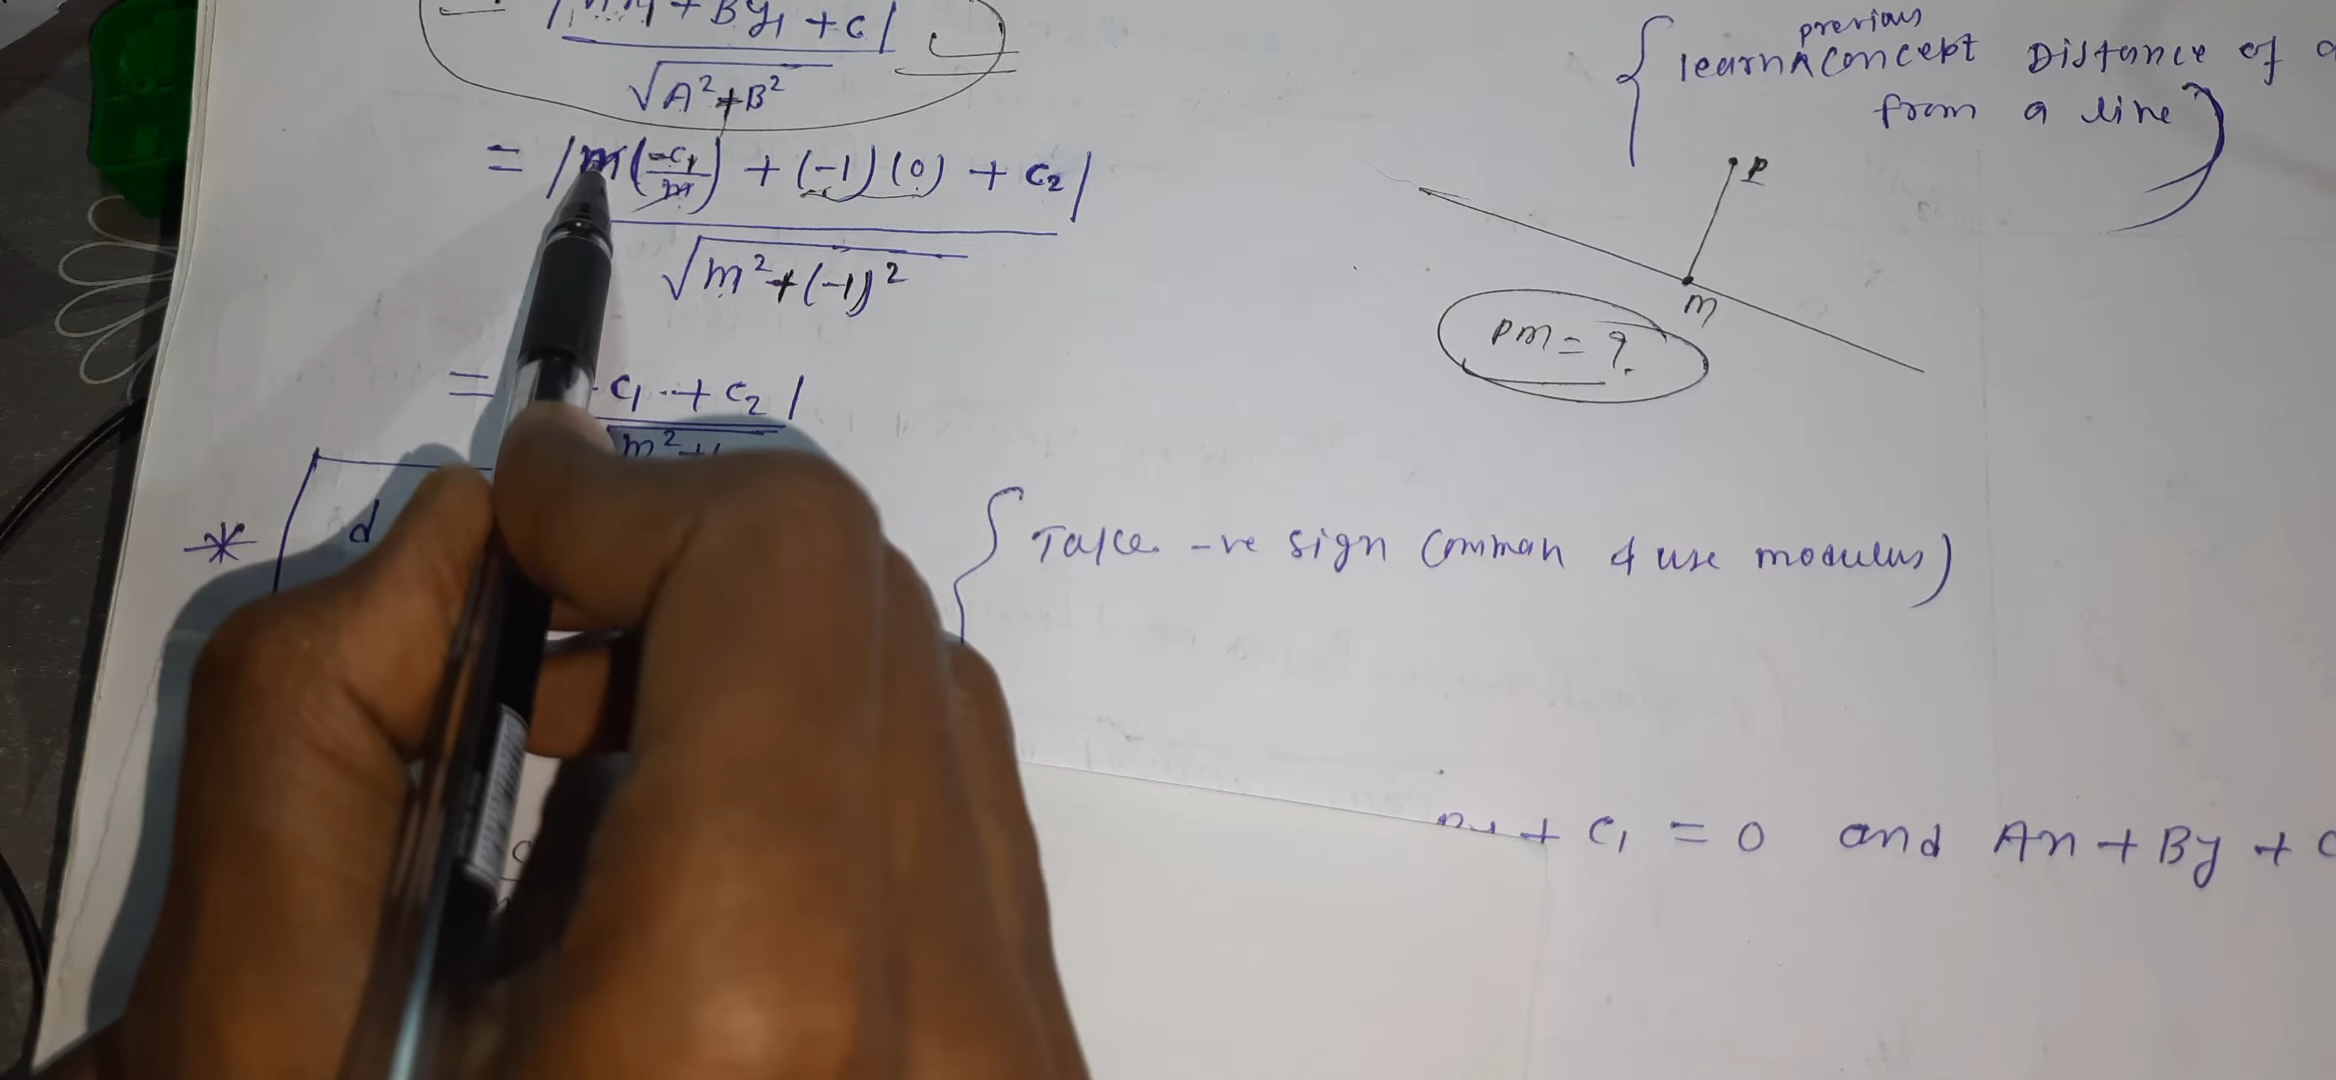 + By₁ + C|
√A²+B²
= |m(-c₁/m) + (-1)(0) + c₂|
√m²+(-1)²
= c₁ + c₂|
m²+
* d
{ previous
learn ∧ concept Distance of
from a line)
P
M
PM = ?
{ Take -ve sign common & use modulus)
+ C₁ = 0 and Ax + By +